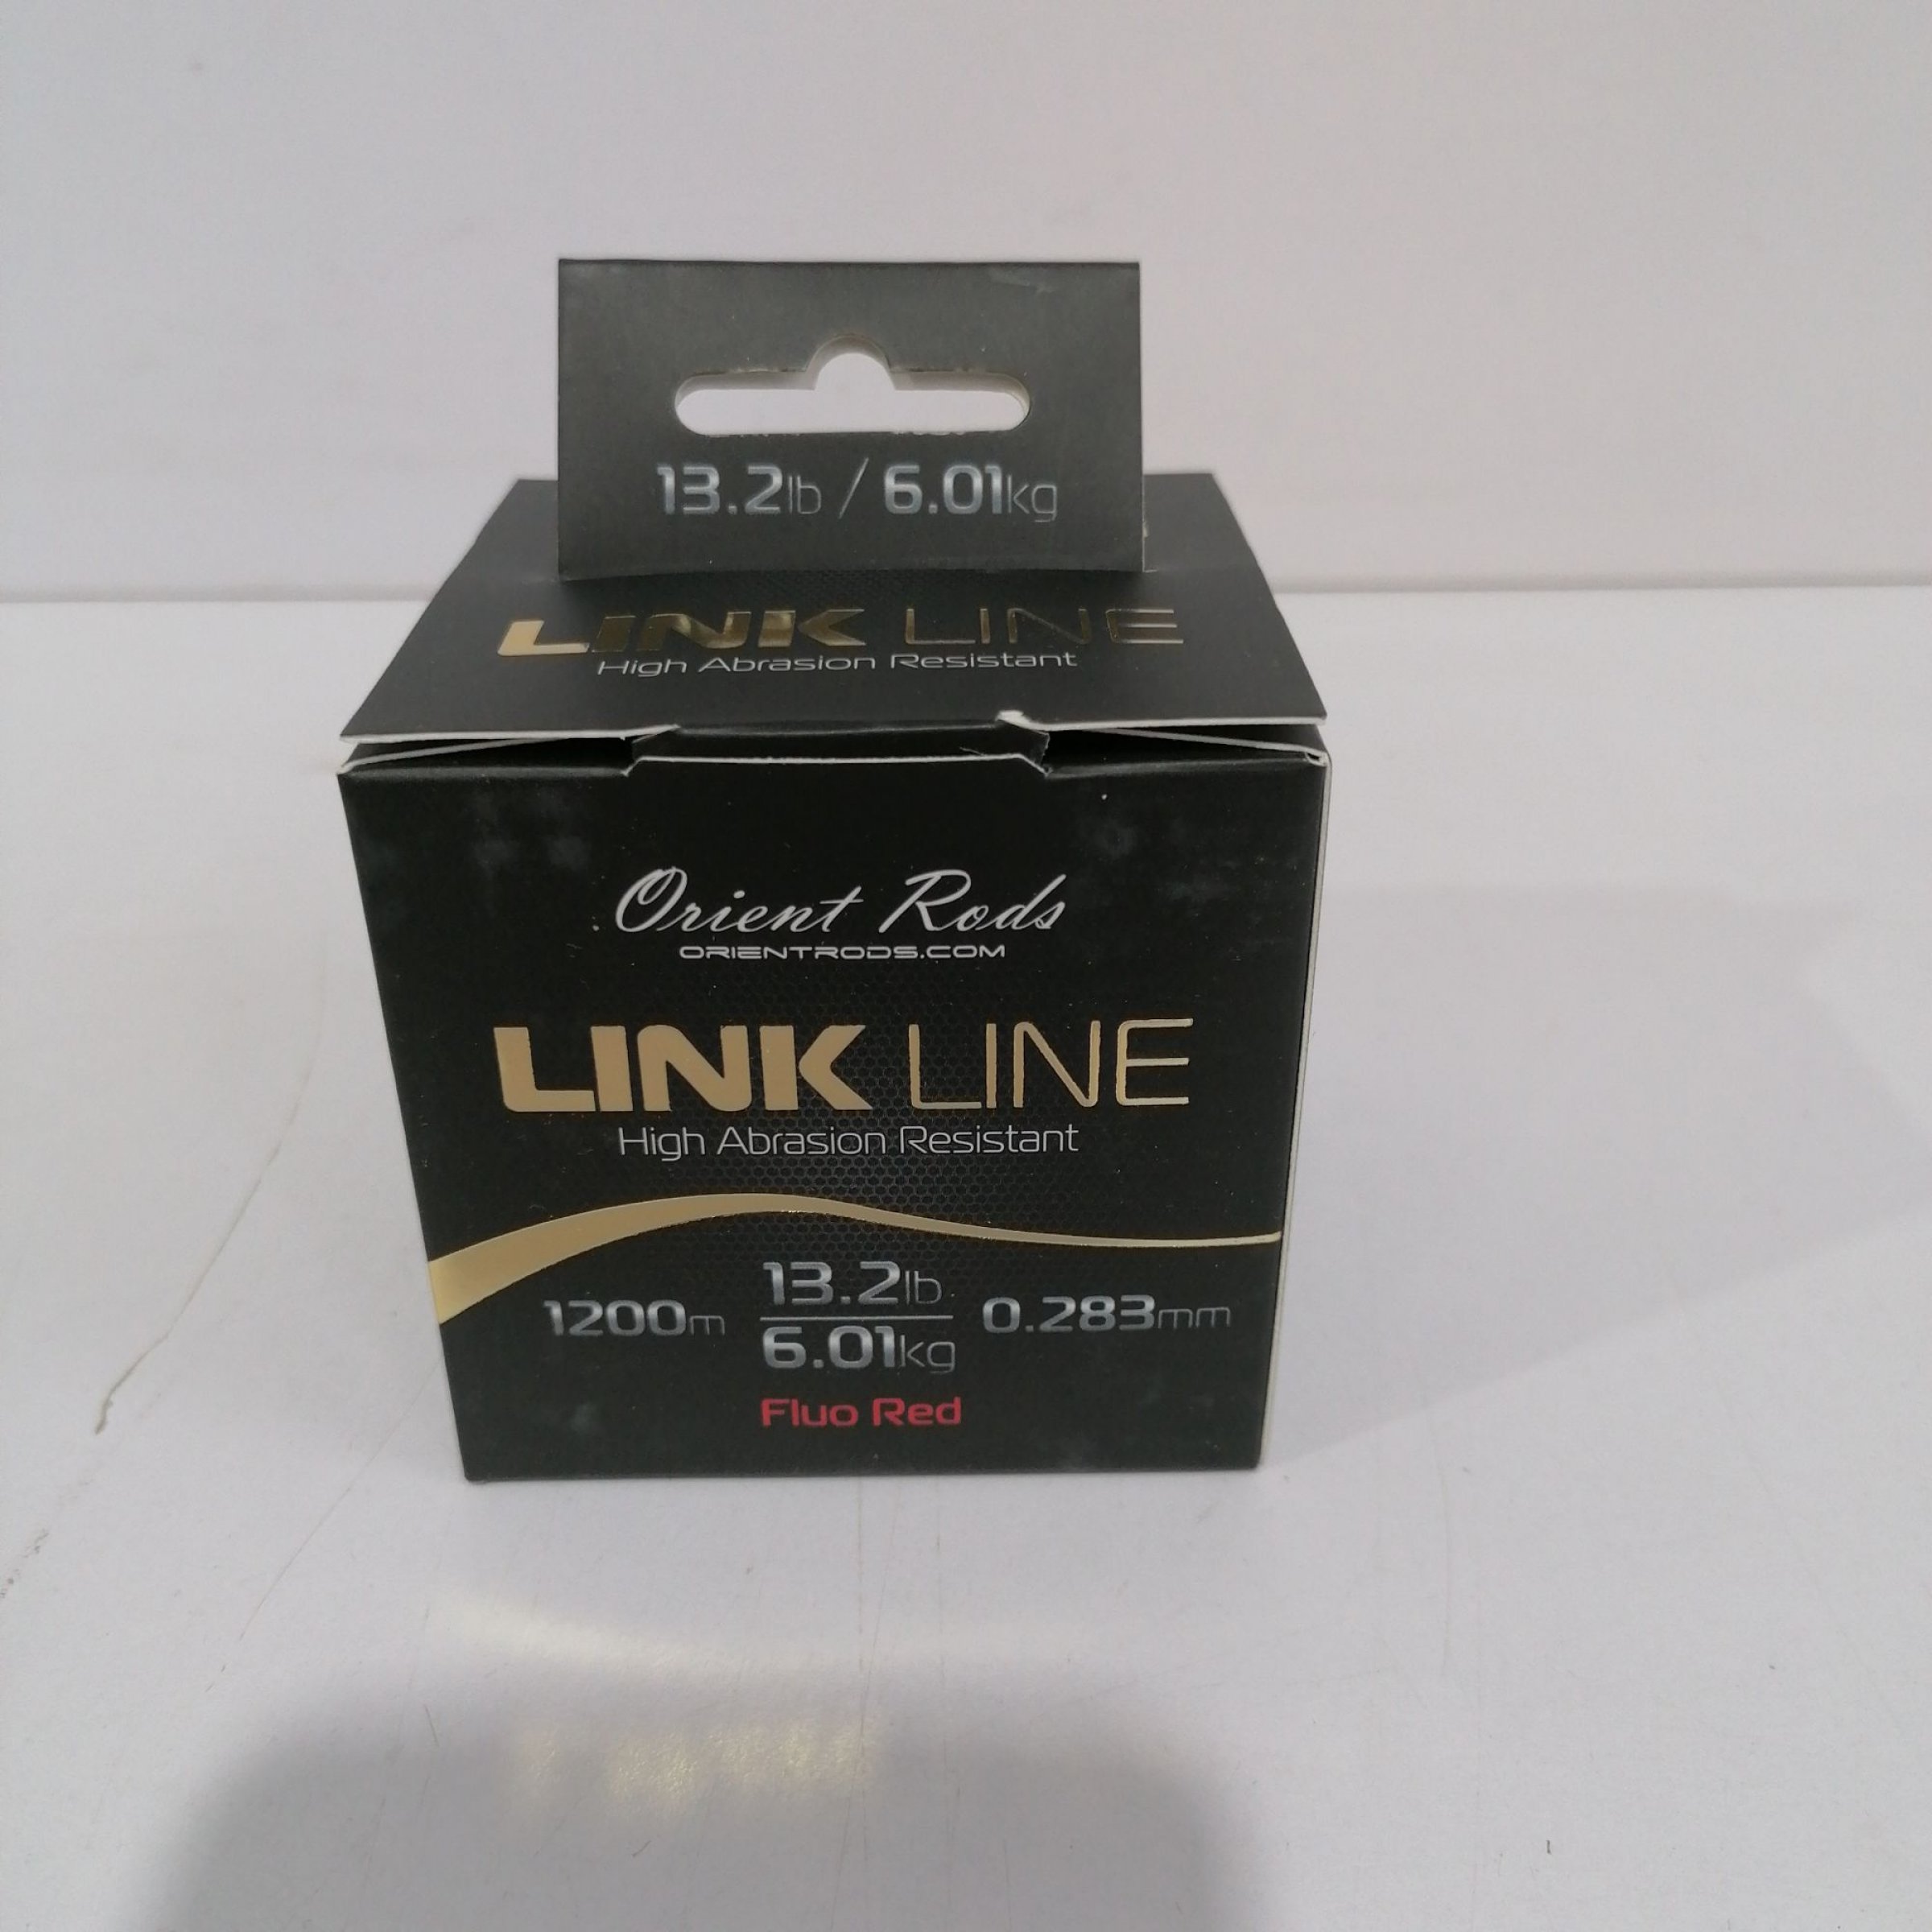 13.2lb / 6.01kg
LINK LINE
High Abrasion Resistant
Orient Rods
ORIENTRODS.COM
LINK LINE
High Abrasion Resistant
1200m 13.2lb 0.283mm
6.01kg
Fluo Red